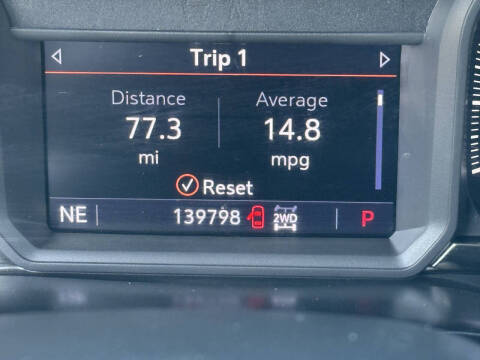 Trip 1
Distance Average
77.3 14.8
mi mpg
Reset
NE 139798 2WD P